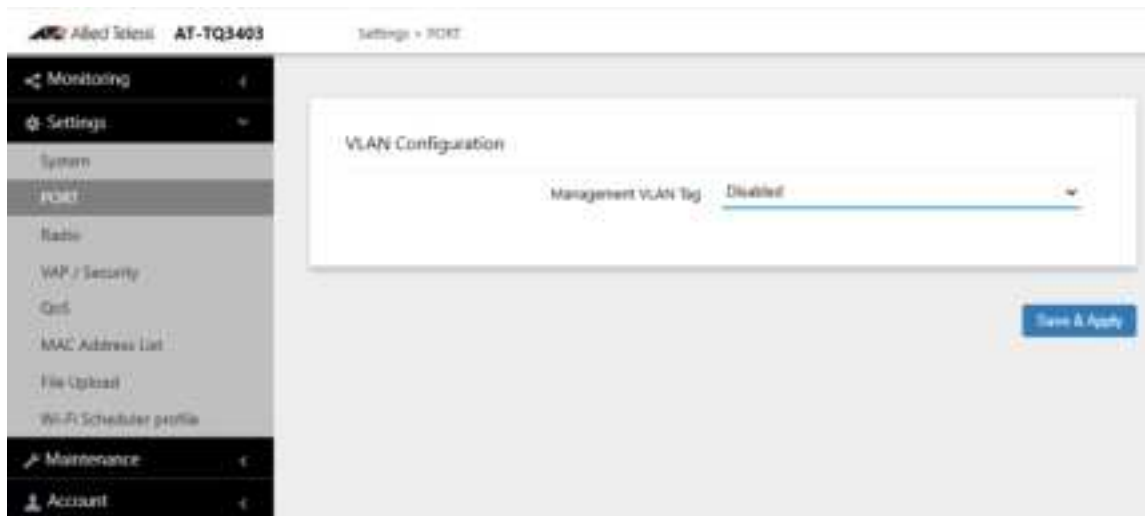 Allied Telesis AT-TQ3403
Settings > PORT
Monitoring
Settings
System
PORT
Radio
VAP / Security
QoS
MAC Address List
File Upload
Wi-Fi Scheduler profile
Maintenance
Account
VLAN Configuration
Management VLAN Tag Disabled
Save & Apply